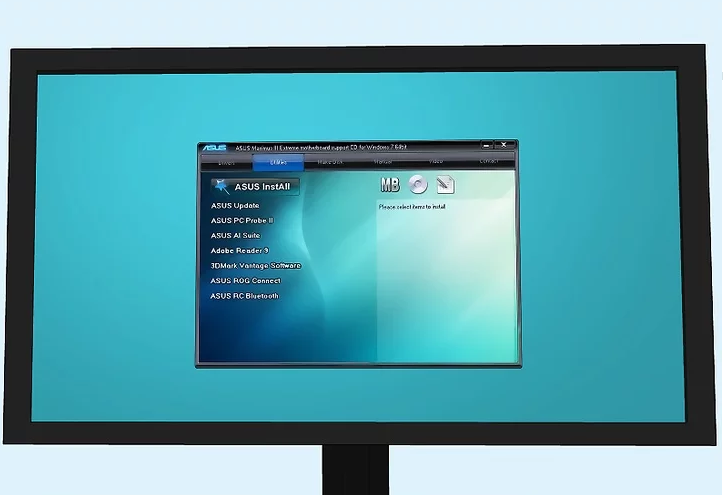 ASUS ASUS Maximus III Extreme motherboard support CD for Windows 7 64bit
Drivers Utilities Make Disk Manual Video Contact
ASUS InstAll
MB
Please select items to install
ASUS Update
ASUS PC Probe II
ASUS AI Suite
Adobe Reader 9
3DMark Vantage Software
ASUS ROG Connect
ASUS RC Bluetooth